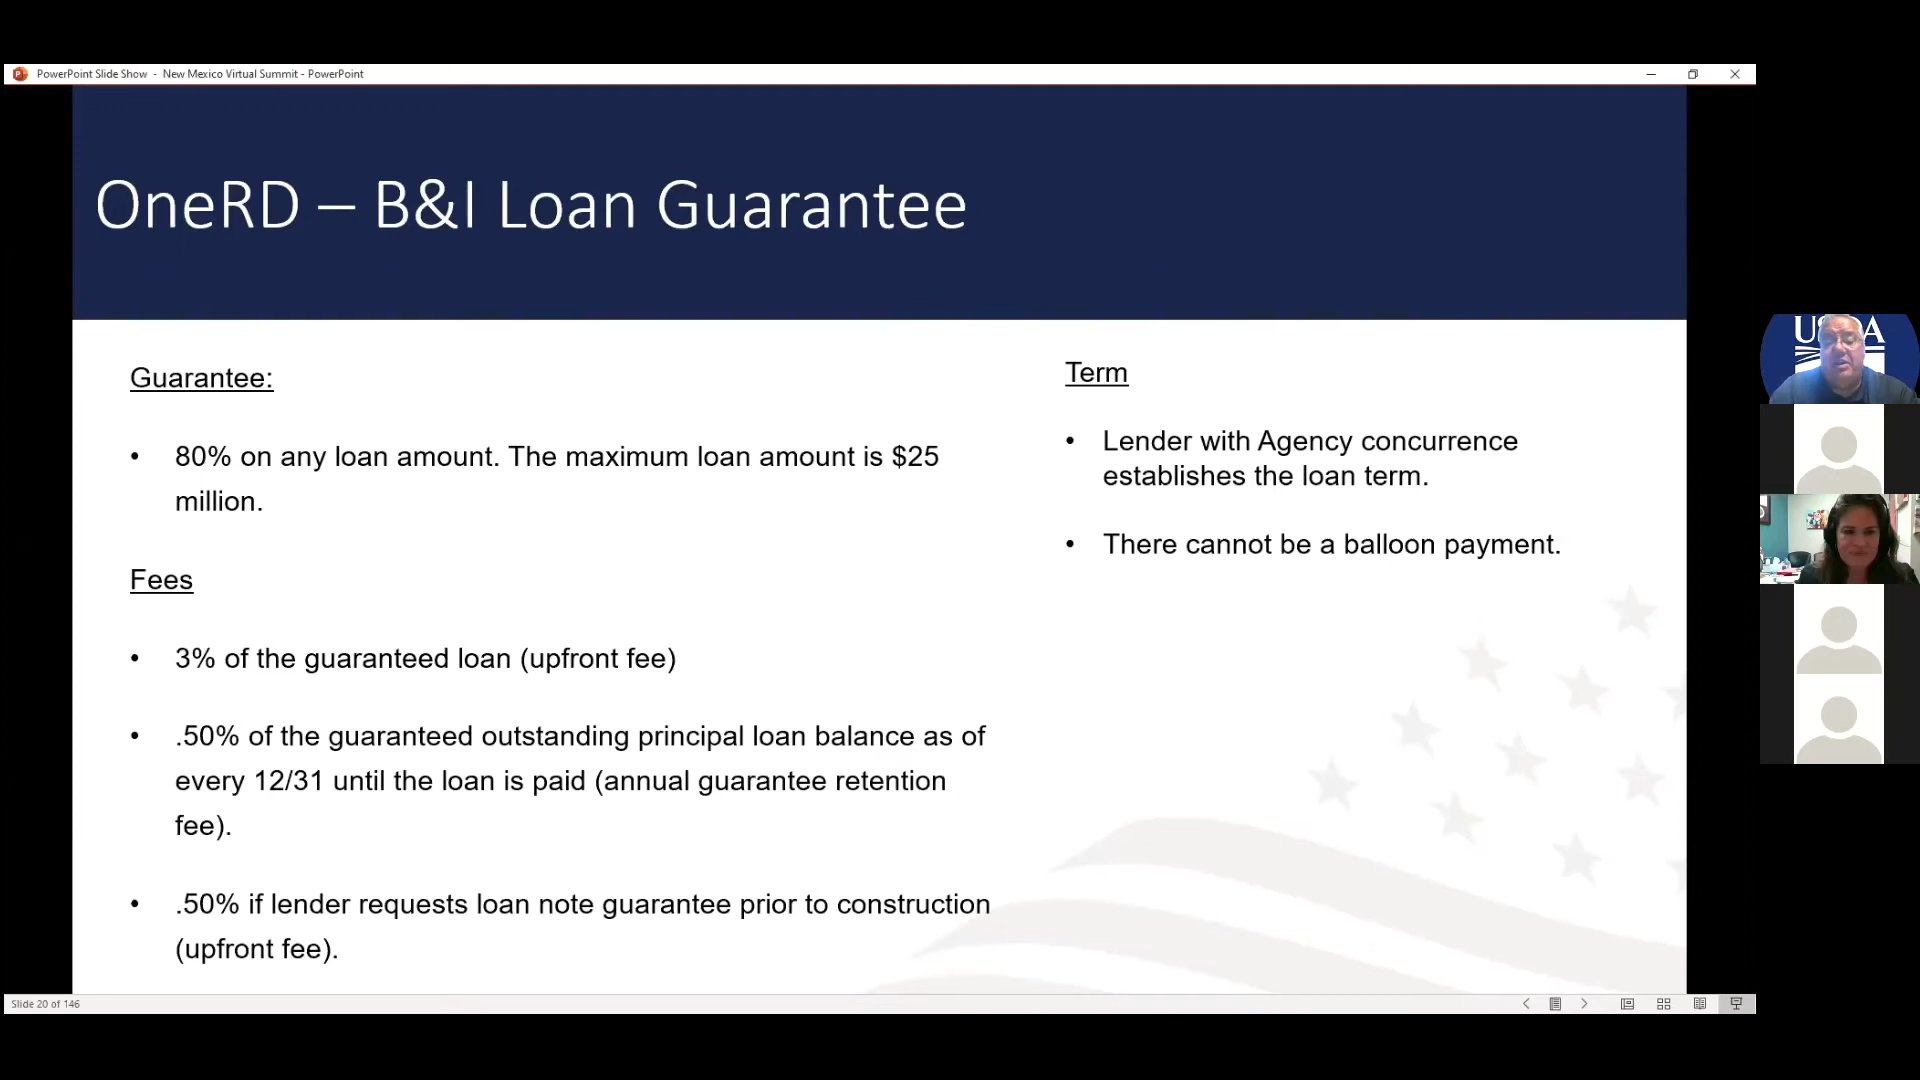 PowerPoint Slide Show - New Mexico Virtual Summit - PowerPoint
OneRD – B&I Loan Guarantee
Guarantee:
• 80% on any loan amount. The maximum loan amount is $25
million.
Fees
• 3% of the guaranteed loan (upfront fee)
• .50% of the guaranteed outstanding principal loan balance as of
every 12/31 until the loan is paid (annual guarantee retention
fee).
• .50% if lender requests loan note guarantee prior to construction
(upfront fee).
Term
• Lender with Agency concurrence
establishes the loan term.
• There cannot be a balloon payment.
USDA
Slide 20 of 146